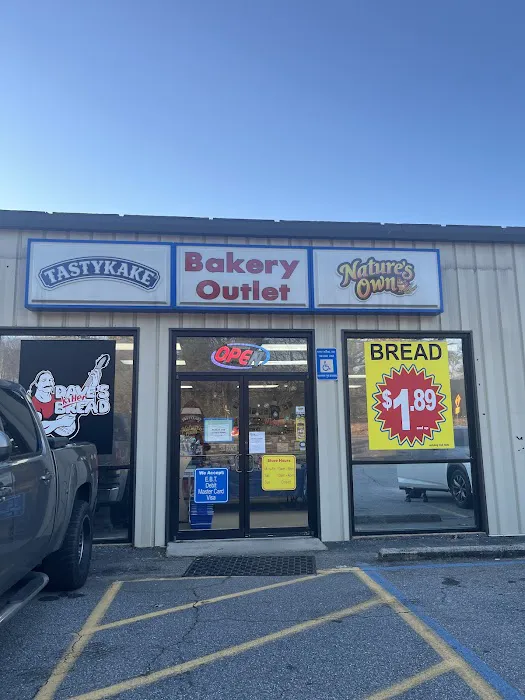 TASTYKAKE
Bakery
Outlet
Nature's
Own
OPEN
DAVE'S
KILLER
BREAD
BREAD
$1.89
We Accept
E.B.T.
Debit
Master Card
Visa
Store Hours